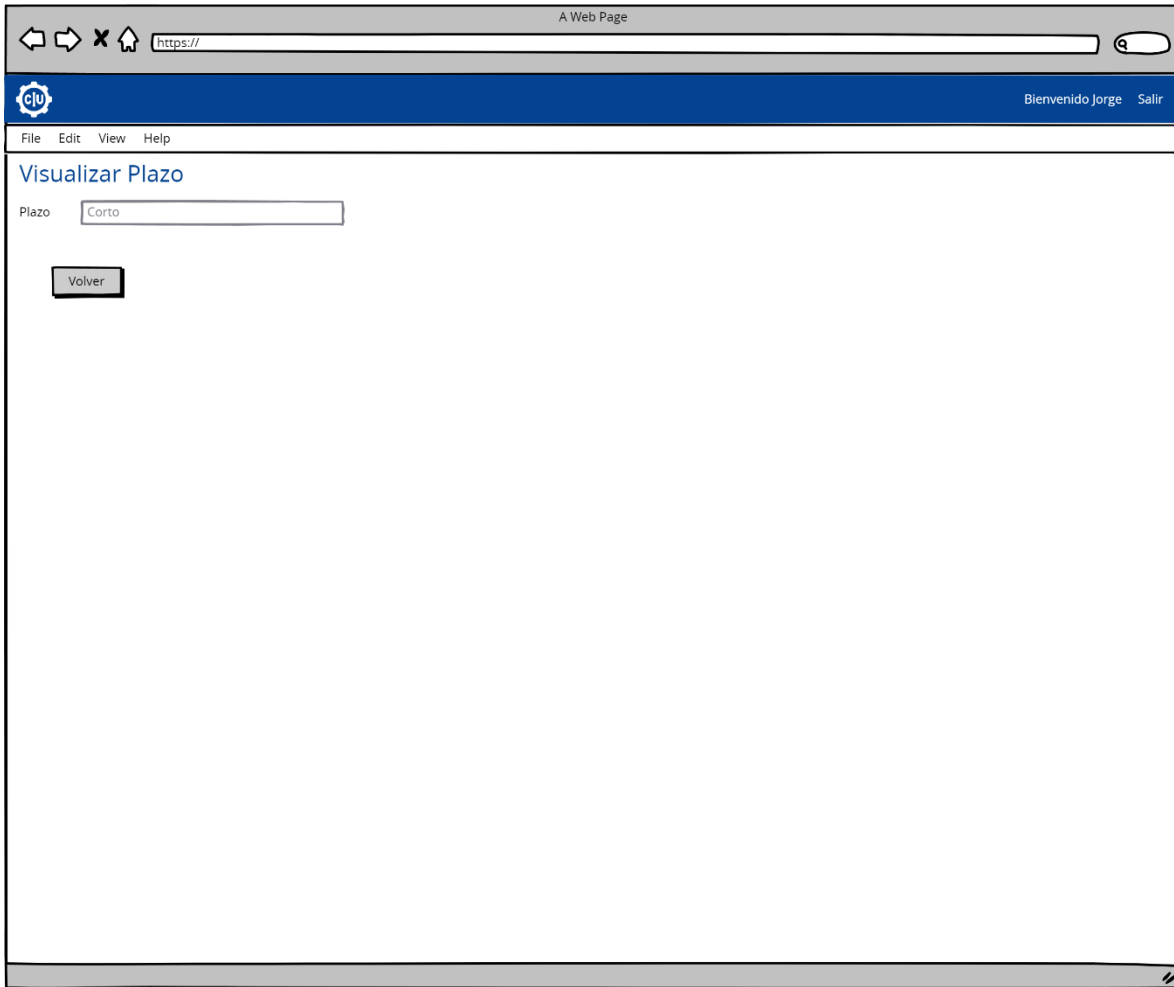 A Web Page
https://
c|u
Bienvenido Jorge Salir
File Edit View Help
Visualizar Plazo
Plazo Corto
Volver